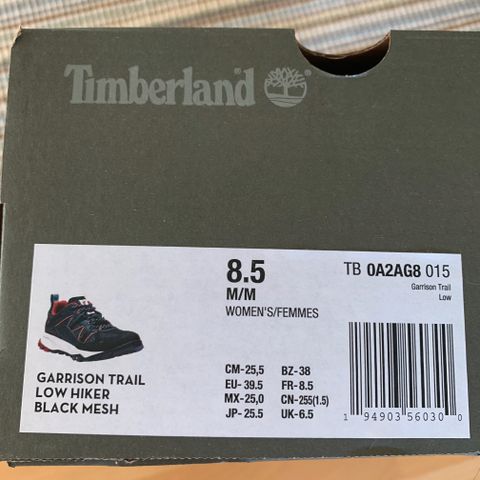 Timberland®
8.5
M/M
WOMEN'S/FEMMES
TB 0A2AG8 015
Garrison Trail
Low
GARRISON TRAIL
LOW HIKER
BLACK MESH
CM-25,5 BZ-38
EU- 39.5 FR-8.5
MX-25,0 CN-255(1.5)
JP- 25.5 UK-6.5
1 94903 56030 0